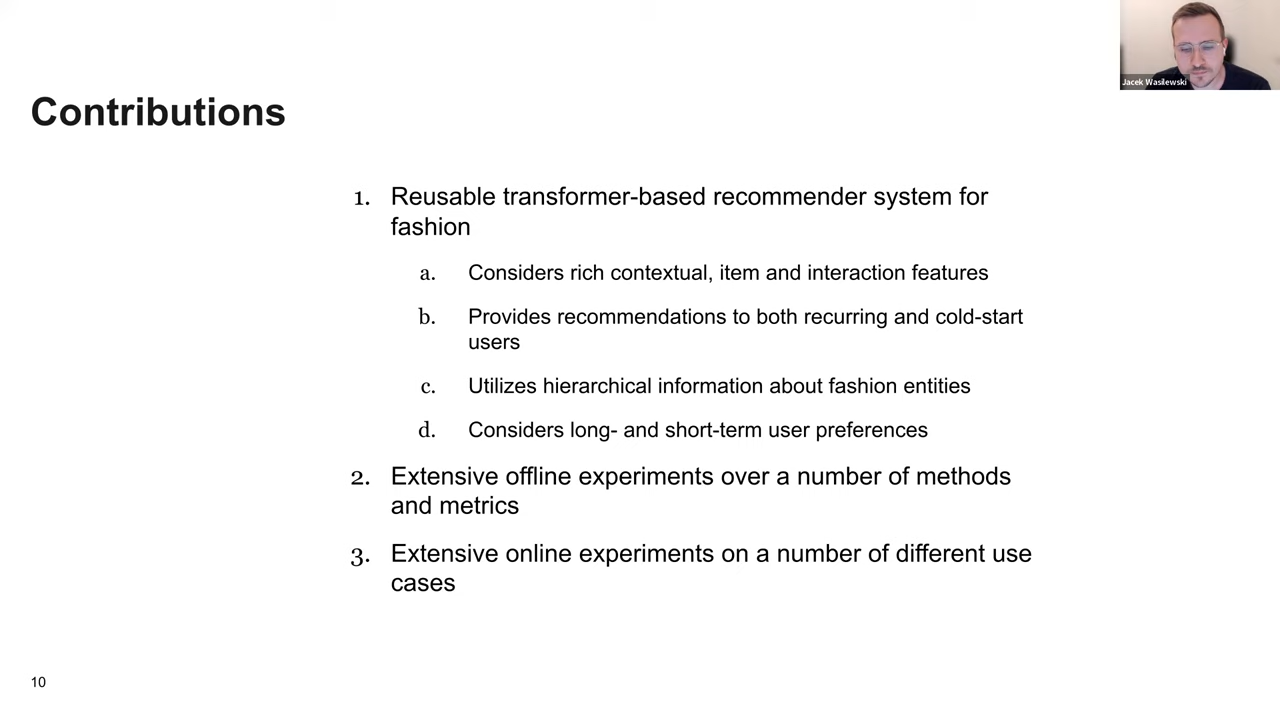 Jacek Wasilewski
Contributions
1. Reusable transformer-based recommender system for
fashion
a. Considers rich contextual, item and interaction features
b. Provides recommendations to both recurring and cold-start
users
c. Utilizes hierarchical information about fashion entities
d. Considers long- and short-term user preferences
2. Extensive offline experiments over a number of methods
and metrics
3. Extensive online experiments on a number of different use
cases
10